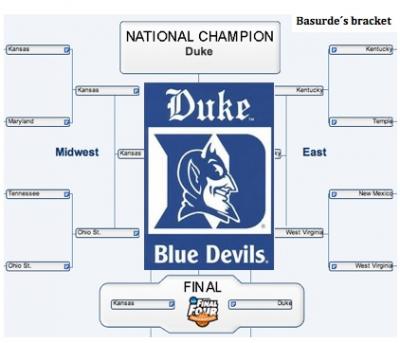 Basurde´s bracket
NATIONAL CHAMPION
Duke
Kansas
Kentucky
Kansas
Kentucky
Maryland
Temple
Duke
Midwest
Kansas
East
Tennessee
New Mexico
Ohio St.
West Virginia
Ohio St.
West Virginia
Blue Devils.
FINAL
Kansas
Duke
FINAL
FOUR